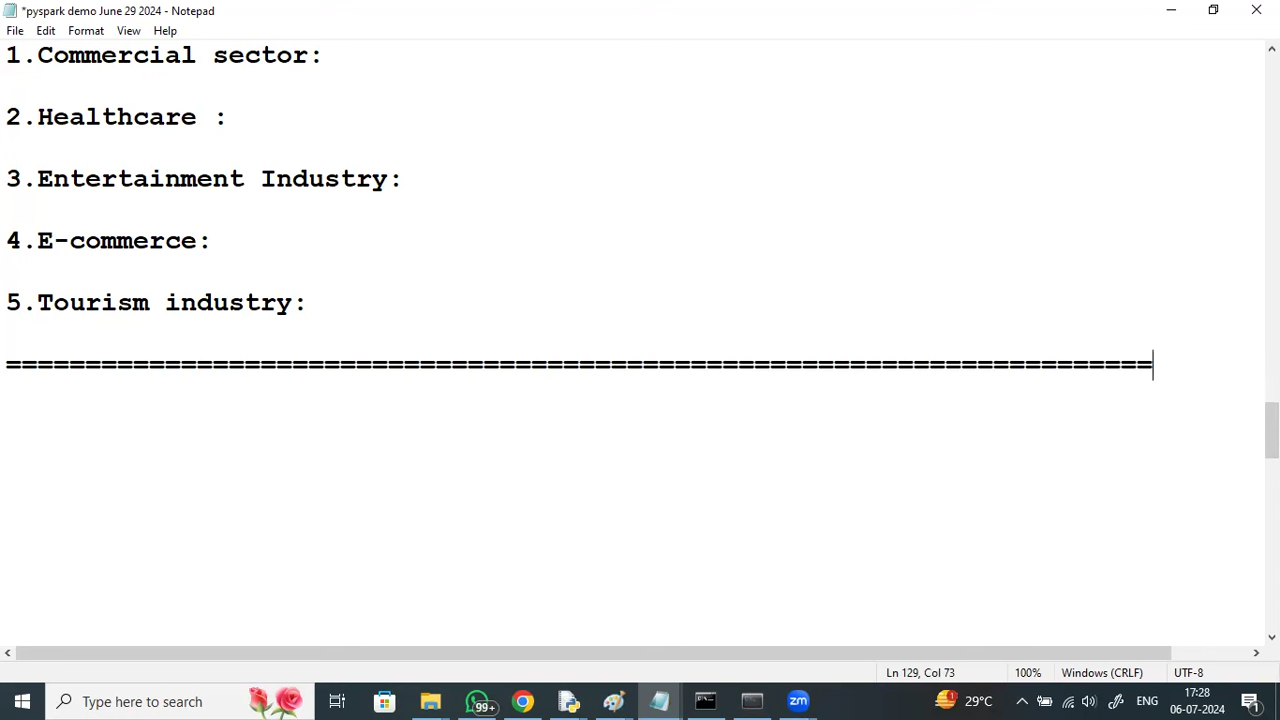 *pyspark demo June 29 2024 - Notepad
File Edit Format View Help
1.Commercial sector:
2.Healthcare :
3.Entertainment Industry:
4.E-commerce:
5.Tourism industry:
========================================================================
Ln 129, Col 73 100% Windows (CRLF) UTF-8
Type here to search 99+ 29°C ENG 17:28 06-07-2024 1